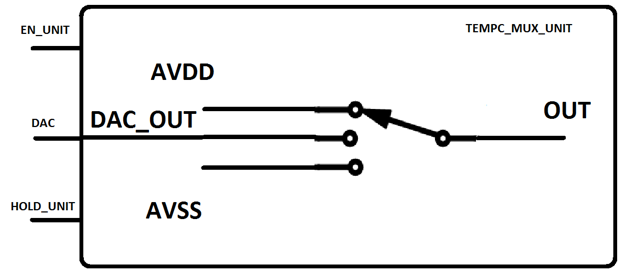 EN_UNIT
TEMPC_MUX_UNIT
AVDD
OUT
DAC
DAC_OUT
HOLD_UNIT
AVSS